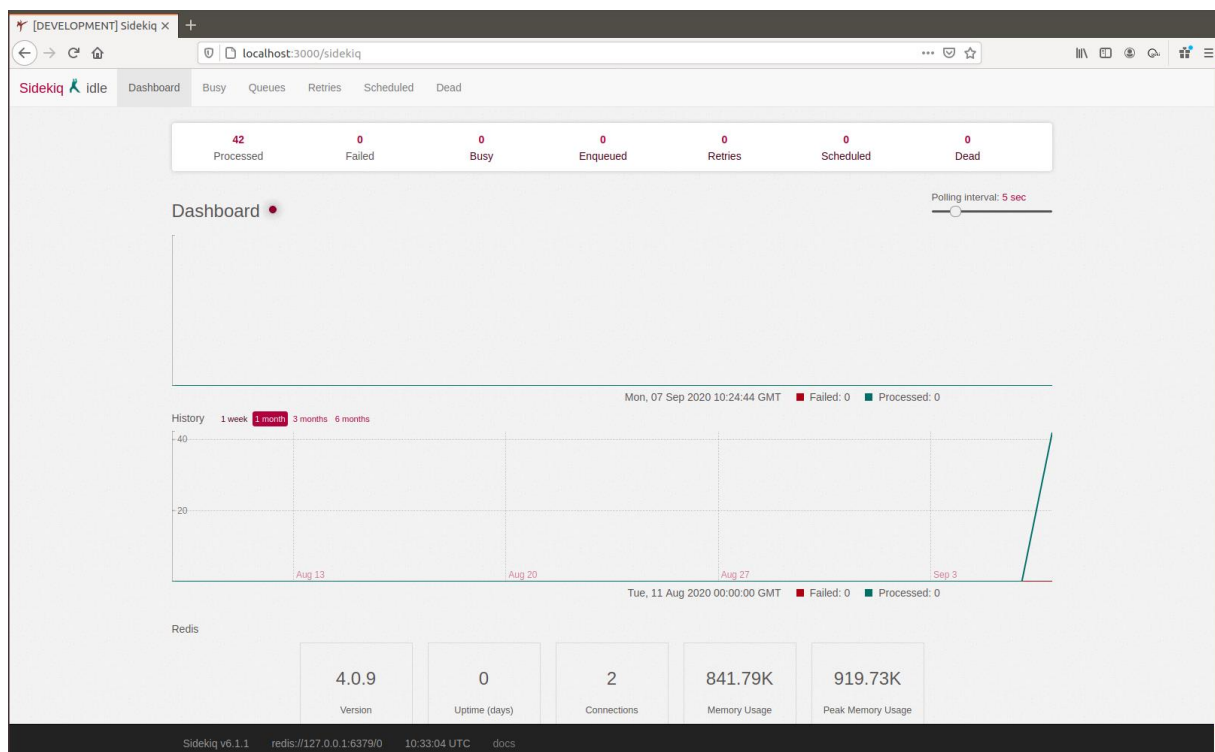 [DEVELOPMENT] Sidekiq
localhost:3000/sidekiq
Sidekiq idle Dashboard Busy Queues Retries Scheduled Dead
42 0 0 0 0 0 0
Processed Failed Busy Enqueued Retries Scheduled Dead
Dashboard
Polling interval: 5 sec
Mon, 07 Sep 2020 10:24:44 GMT Failed: 0 Processed: 0
History 1 week 1 month 3 months 6 months
40
20
Aug 13 Aug 20 Aug 27 Sep 3
Tue, 11 Aug 2020 00:00:00 GMT Failed: 0 Processed: 0
Redis
4.0.9 0 2 841.79K 919.73K
Version Uptime (days) Connections Memory Usage Peak Memory Usage
Sidekiq v6.1.1 redis://127.0.0.1:6379/0 10:33:04 UTC docs